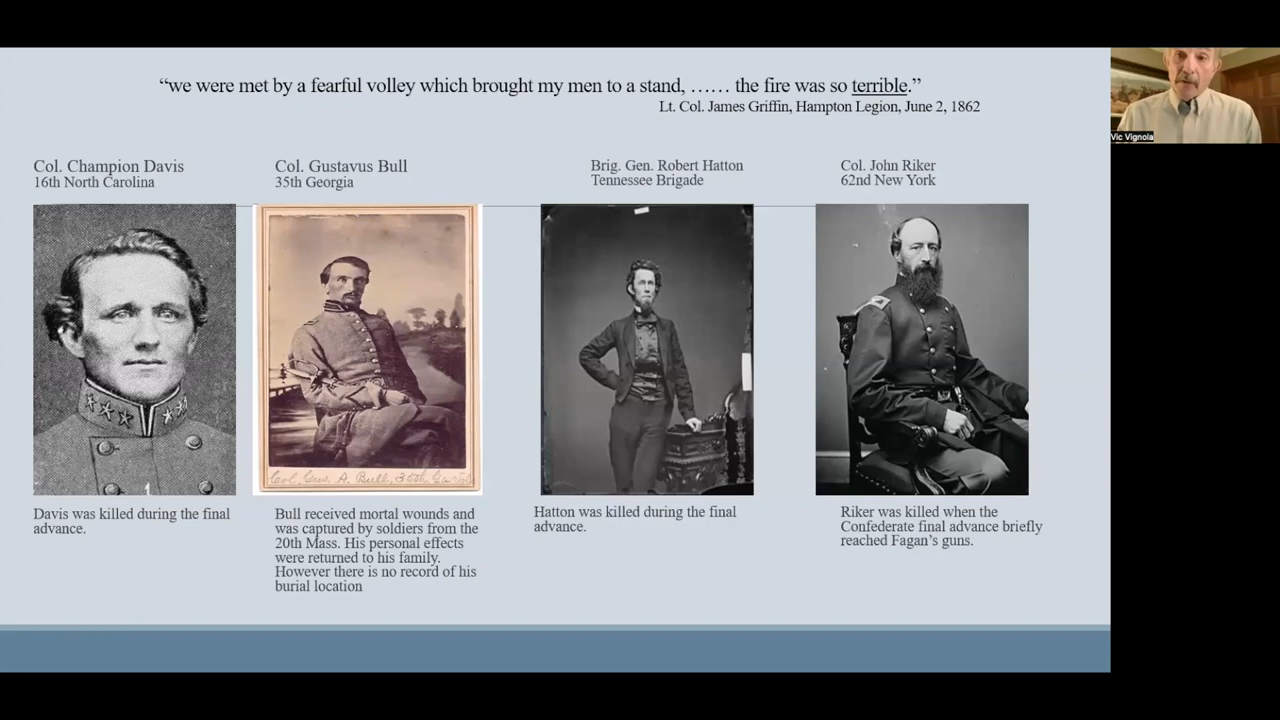 “we were met by a fearful volley which brought my men to a stand, …… the fire was so terrible.”
Lt. Col. James Griffin, Hampton Legion, June 2, 1862
Vic Vignola
Col. Champion Davis
16th North Carolina
Col. Gustavus Bull
35th Georgia
Brig. Gen. Robert Hatton
Tennessee Brigade
Col. John Riker
62nd New York
Col. Gus. A. Bull, 35th
Davis was killed during the final
advance.
Bull received mortal wounds and
was captured by soldiers from the
20th Mass. His personal effects
were returned to his family.
However there is no record of his
burial location
Hatton was killed during the final
advance.
Riker was killed when the
Confederate final advance briefly
reached Fagan’s guns.